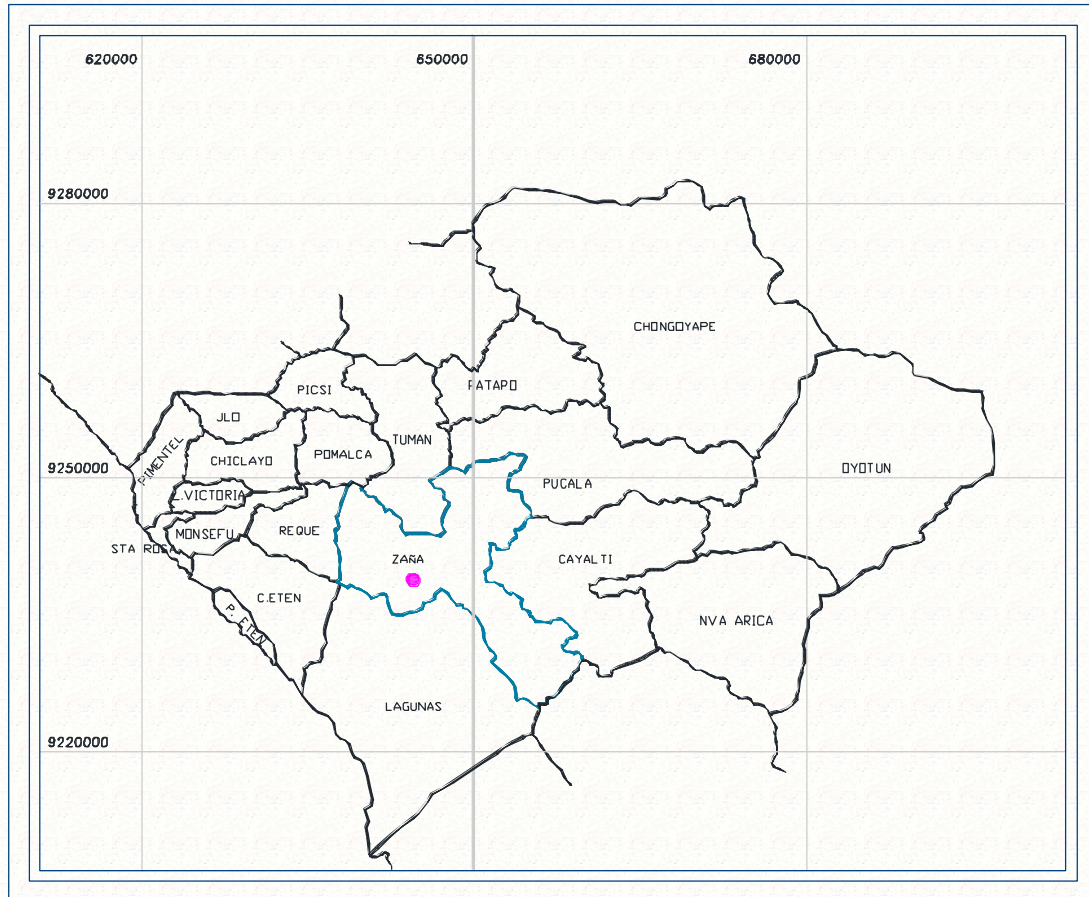 620000
650000
680000
9280000
CHONGOYAPE
PATAPO
PICSI
JLO
TUMAN
POMALCA
CHICLAYO
PIMENTEL
9250000
OYOTUN
PUCALA
L.VICTORIA
MONSEFU
REQUE
STA ROSA
ZAÑA
CAYALTI
C.ETEN
P. ETEN
NVA ARICA
LAGUNAS
9220000